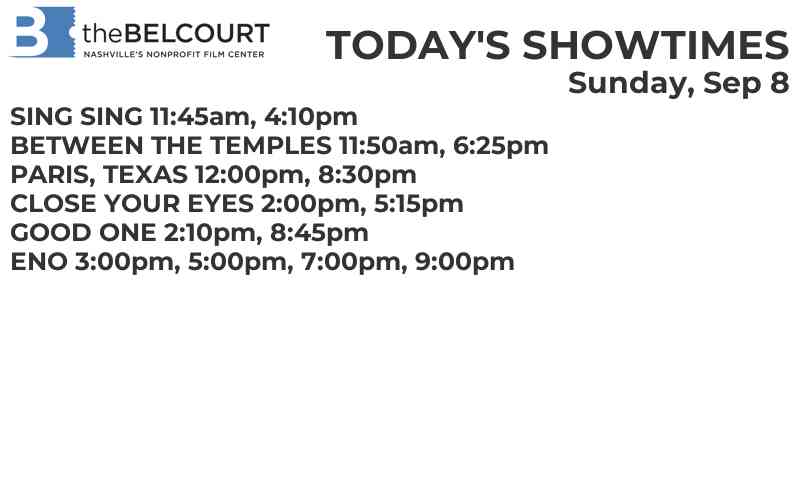 B theBELCOURT
NASHVILLE'S NONPROFIT FILM CENTER
TODAY'S SHOWTIMES
Sunday, Sep 8
SING SING 11:45am, 4:10pm
BETWEEN THE TEMPLES 11:50am, 6:25pm
PARIS, TEXAS 12:00pm, 8:30pm
CLOSE YOUR EYES 2:00pm, 5:15pm
GOOD ONE 2:10pm, 8:45pm
ENO 3:00pm, 5:00pm, 7:00pm, 9:00pm